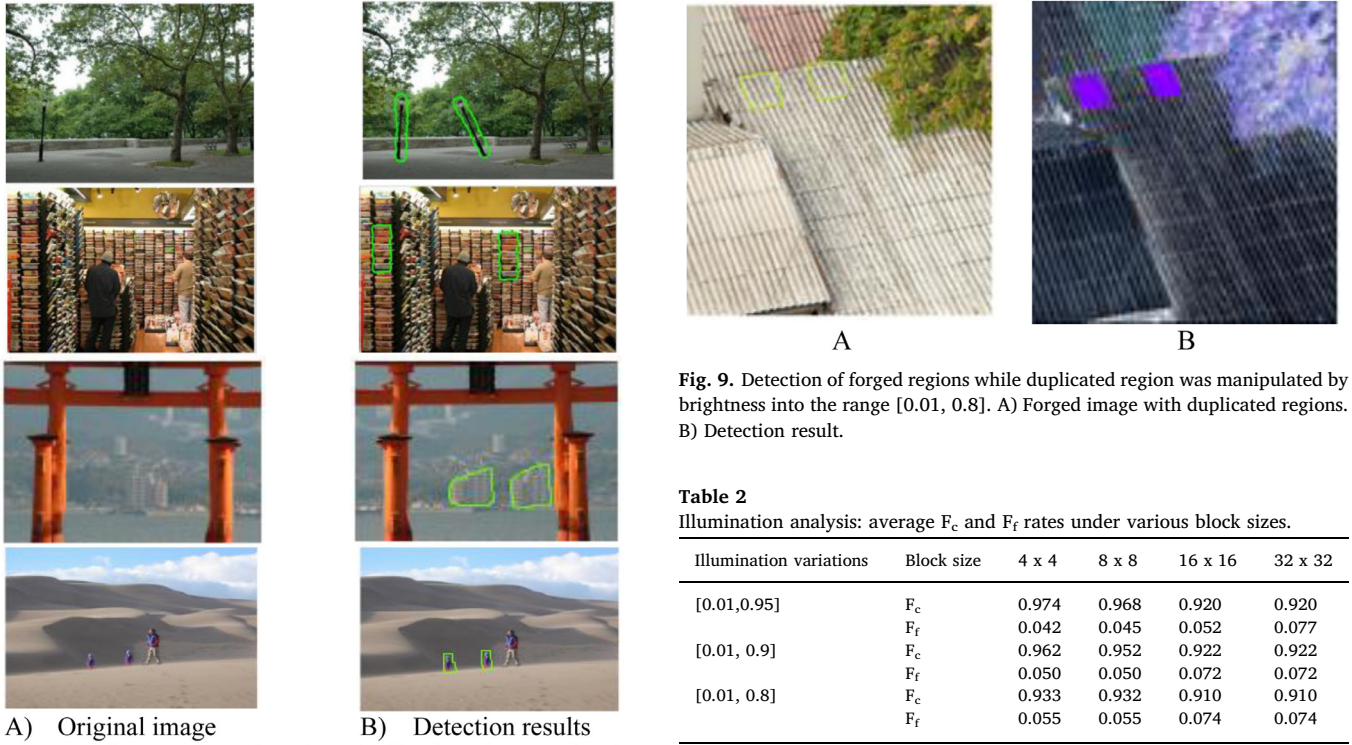 A) Original image
B) Detection results
A
B
Fig. 9. Detection of forged regions while duplicated region was manipulated by
brightness into the range [0.01, 0.8]. A) Forged image with duplicated regions.
B) Detection result.
Table 2
Illumination analysis: average Fc and Ff rates under various block sizes.
Illumination variations Block size 4 x 4 8 x 8 16 x 16 32 x 32
[0.01,0.95] Fc 0.974 0.968 0.920 0.920
Ff 0.042 0.045 0.052 0.077
[0.01, 0.9] Fc 0.962 0.952 0.922 0.922
Ff 0.050 0.050 0.072 0.072
[0.01, 0.8] Fc 0.933 0.932 0.910 0.910
Ff 0.055 0.055 0.074 0.074